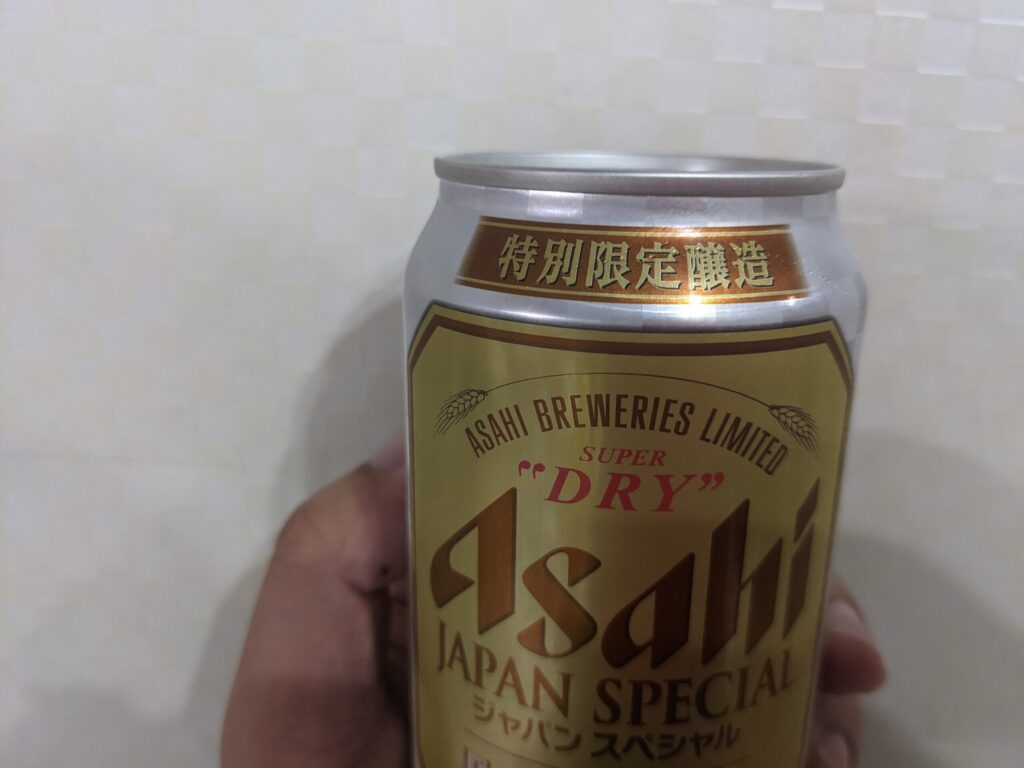 特別限定醸造
ASAHI BREWERIES LIMITED
SUPER
"DRY"
Asahi
JAPAN SPECIAL
ジャパン スペシャル